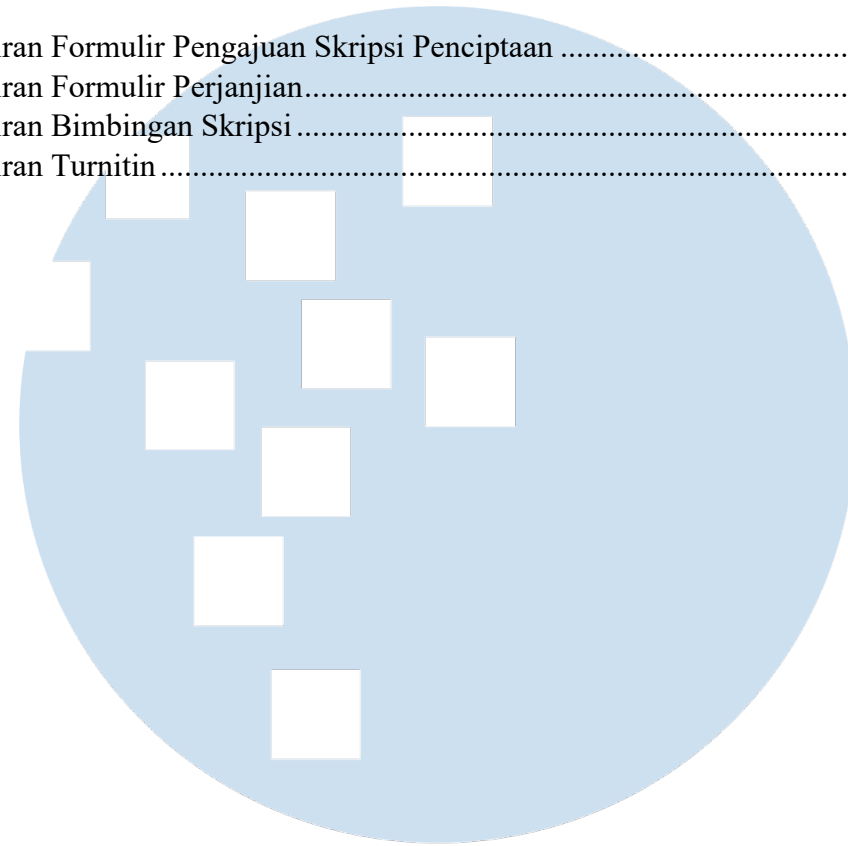 ran Formulir Pengajuan Skripsi Penciptaan ....................................
ran Formulir Perjanjian....................................................................
ran Bimbingan Skripsi .....................................................................
ran Turnitin ......................................................................................